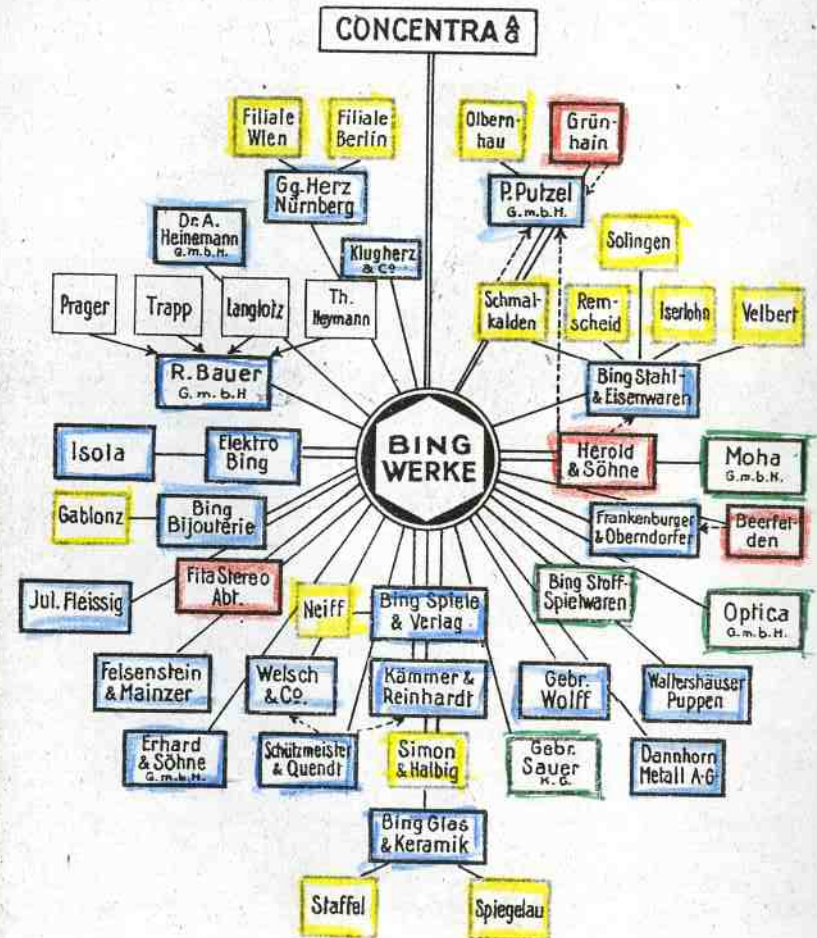 CONCENTRA AG
Filiale
Wien
Filiale
Berlin
Olbern-
hau
Grün-
hain
Gg. Herz
Nürnberg
P. Putzel
G.m.b.H.
Dr. A.
Heinemann
G.m.b.H.
Klugherz
& Co
Solingen
Prager
Trapp
Langlotz
Th.
Heymann
Schmal-
kalden
Rem-
scheid
Iserlohn
Velbert
R. Bauer
G.m.b.H
Bing Stahl-
& Eisenwaren
BING
WERKE
Isola
Elektro
Bing
Herold
& Söhne
Moha
G.m.b.H.
Gablonz
Bing
Bijouterie
Frankenburger
& Oberndorfer
Beerfel-
den
Jul. Fleissig
Fita Stereo
Abt.
Neiff
Bing Spiele
& Verlag
Bing Stoff-
Spielwaren
Optica
G.m.b.H.
Felsenstein
& Mainzer
Welsch
& Co.
Kämmer &
Reinhardt
Gebr.
Wolff
Waltershäuser
Puppen
Erhard
& Söhne
G.m.b.H.
Schützmeister
& Quendt
Simon
& Halbig
Gebr.
Sauer
K.G.
Dannhorn
Metall A-G
Bing Glas
& Keramik
Staffel
Spiegelau